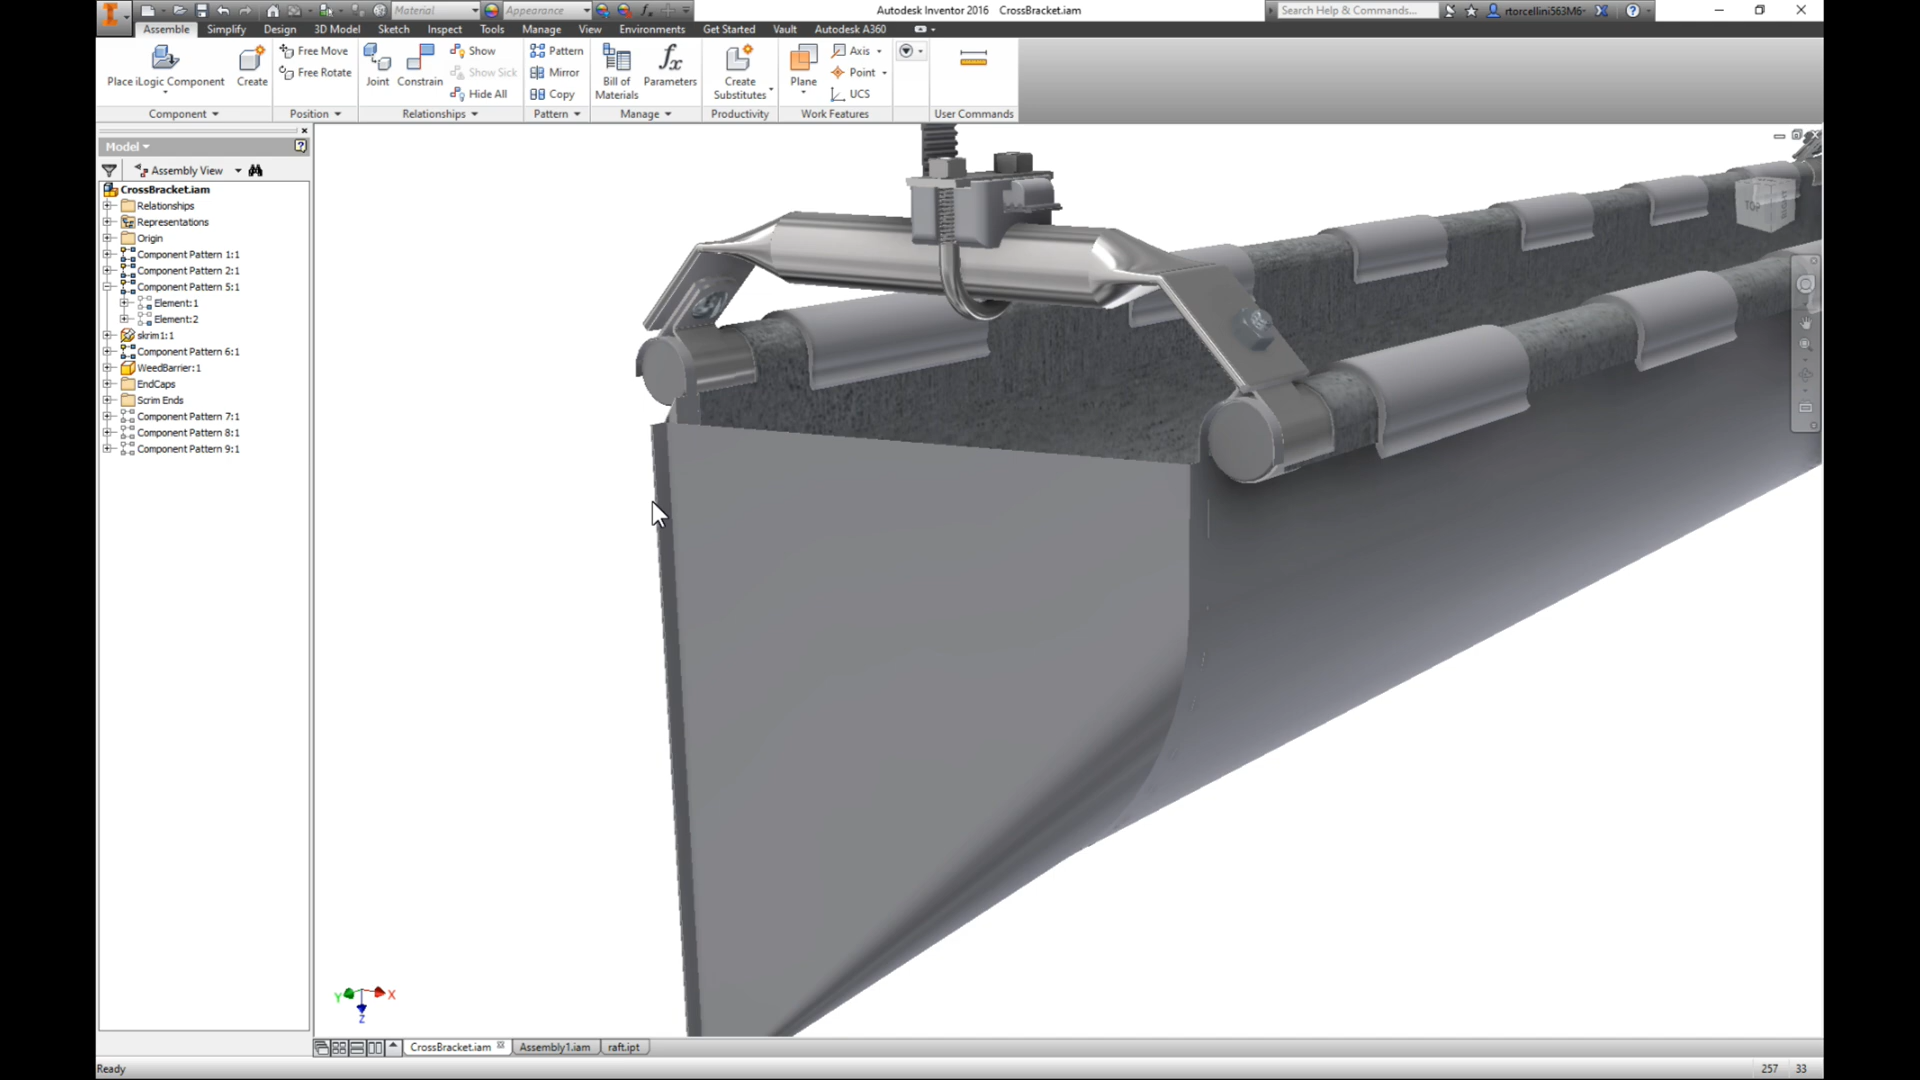 Material
Appearance
Autodesk Inventor 2016 CrossBracket.iam
Search Help & Commands...
rtorcellini563M6-
Assemble Simplify Design 3D Model Sketch Inspect Tools Manage View Environments Get Started Vault Autodesk A360
Place iLogic Component
Create
Free Move
Free Rotate
Joint
Constrain
Show
Show Sick
Hide All
Pattern
Mirror
Copy
Bill of
Materials
Parameters
Create
Substitutes
Plane
Axis
Point
UCS
Component Position Relationships Pattern Manage Productivity Work Features User Commands
Model
Assembly View
CrossBracket.iam
Relationships
Representations
Origin
Component Pattern 1:1
Component Pattern 2:1
Component Pattern 5:1
Element:1
Element:2
skrim1:1
Component Pattern 6:1
WeedBarrier:1
EndCaps
Scrim Ends
Component Pattern 7:1
Component Pattern 8:1
Component Pattern 9:1
TOP
Y X
Z
CrossBracket.iam Assembly1.iam raft.ipt
Ready
257 33